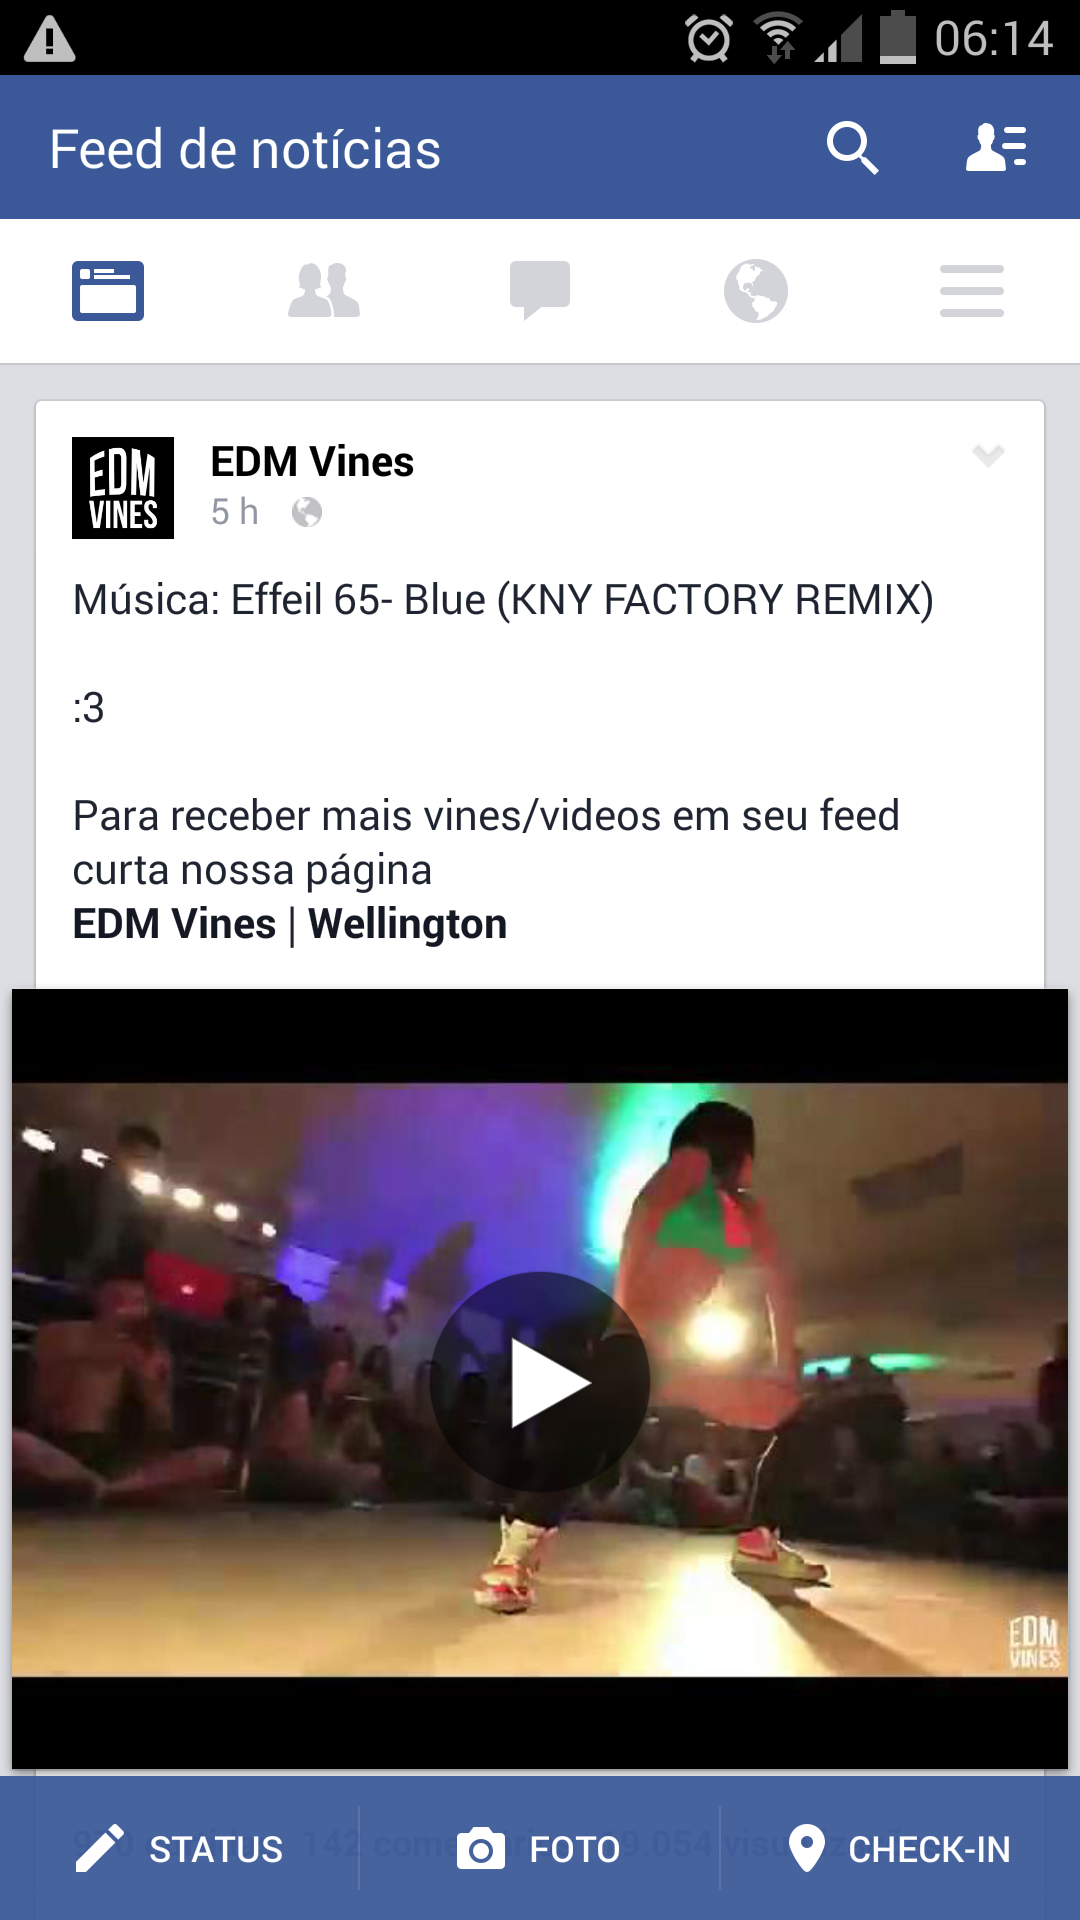 06:14
Feed de notícias
EDM
VINES
EDM Vines
5 h
Música: Effeil 65- Blue (KNY FACTORY REMIX)
:3
Para receber mais vines/videos em seu feed
curta nossa página
EDM Vines | Wellington
EDM
VINES
142
STATUS FOTO CHECK-IN